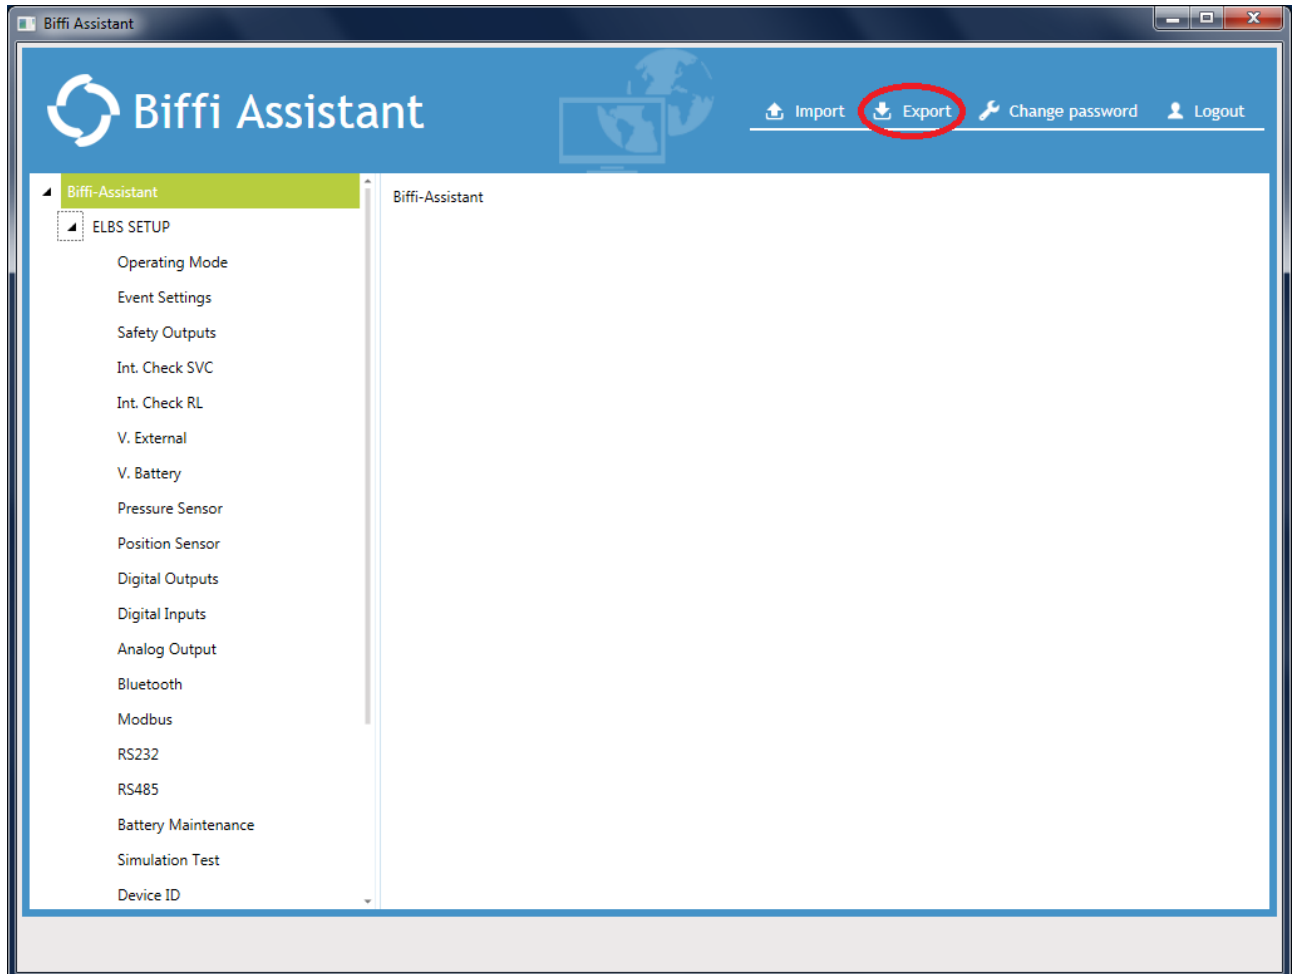 Biffi Assistant
Biffi Assistant
Import Export Change password Logout
Biffi-Assistant
Biffi-Assistant
ELBS SETUP
Operating Mode
Event Settings
Safety Outputs
Int. Check SVC
Int. Check RL
V. External
V. Battery
Pressure Sensor
Position Sensor
Digital Outputs
Digital Inputs
Analog Output
Bluetooth
Modbus
RS232
RS485
Battery Maintenance
Simulation Test
Device ID